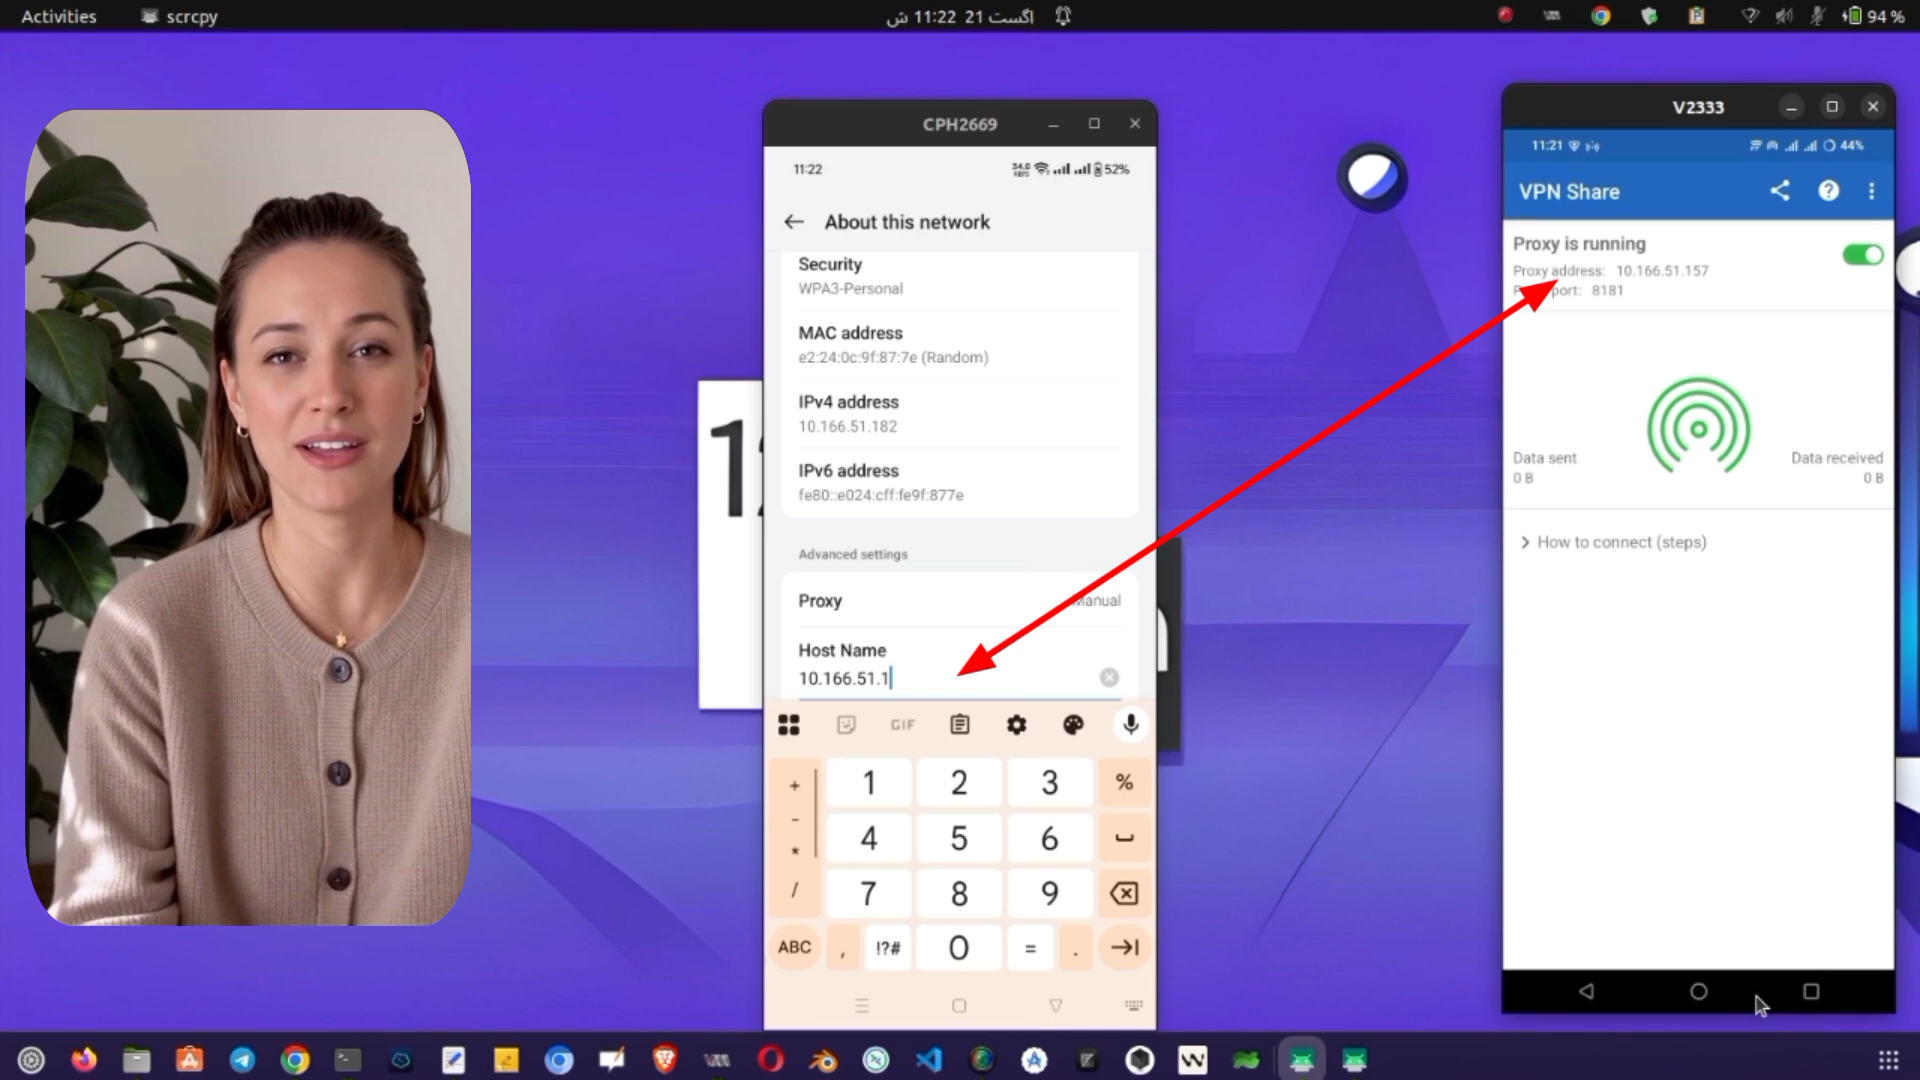 Activities
scrcpy
اگست 21 11:22 ش
94 %
CPH2669
11:22
34.0
52%
About this network
Security
WPA3-Personal
MAC address
e2:24:0c:9f:87:7e (Random)
IPv4 address
10.166.51.182
IPv6 address
fe80::e024:cff:fe9f:877e
Advanced settings
Proxy
Manual
Host Name
10.166.51.1
GIF
+ 1 2 3 %
- 4 5 6
*
/ 7 8 9
ABC , !?# 0 = .
V2333
11:21
44%
VPN Share
Proxy is running
Proxy address: 10.166.51.157
port: 8181
Data sent
0 B
Data received
0 B
How to connect (steps)